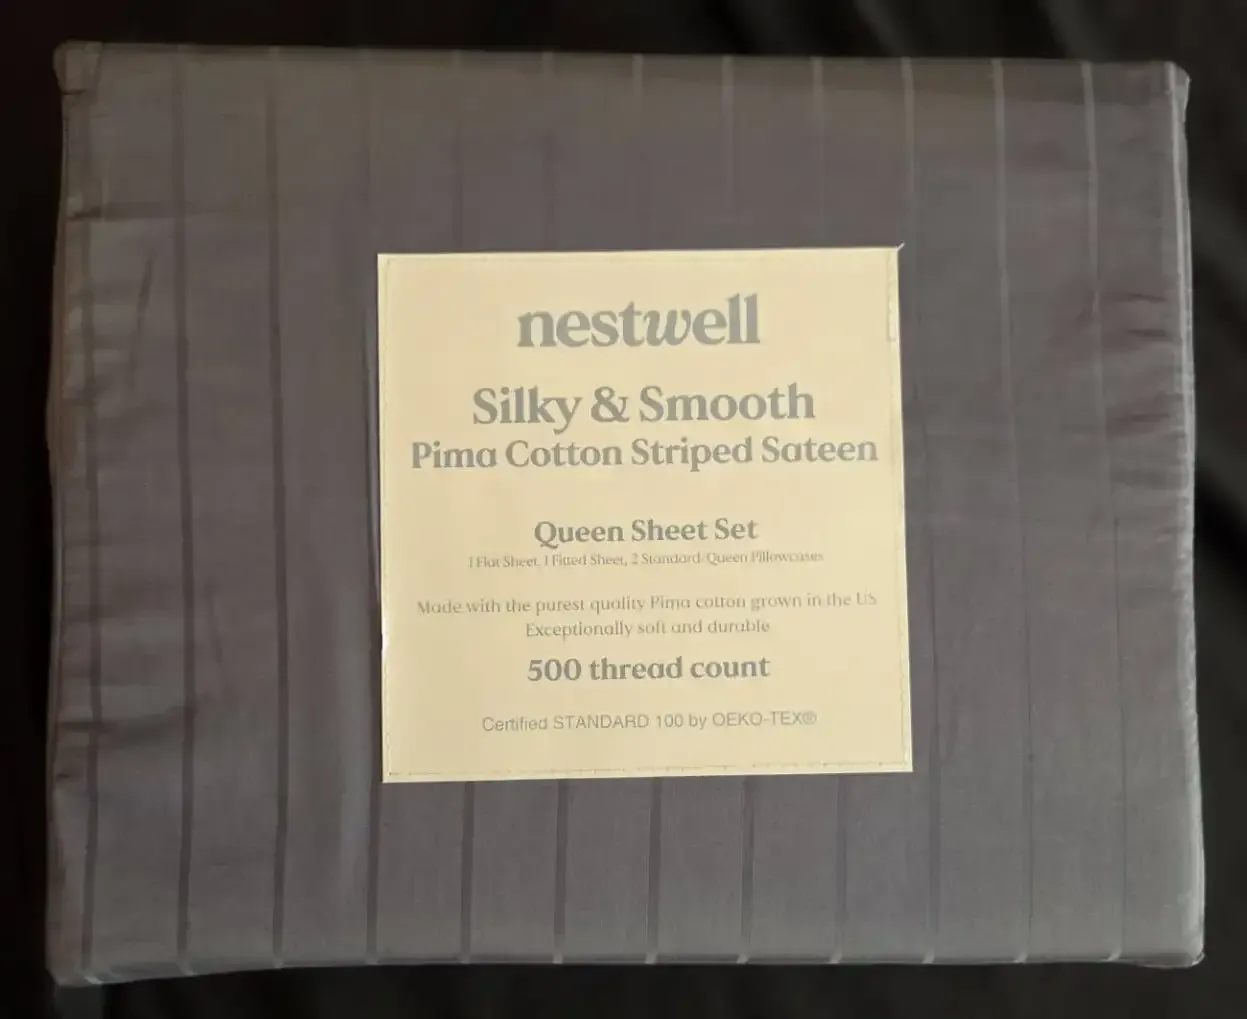 nestwell
Silky & Smooth
Pima Cotton Striped Sateen
Queen Sheet Set
1 Flat Sheet, 1 Fitted Sheet, 2 Standard/Queen Pillowcases
Made with the purest quality Pima cotton grown in the US
Exceptionally soft and durable
500 thread count
Certified STANDARD 100 by OEKO-TEX®